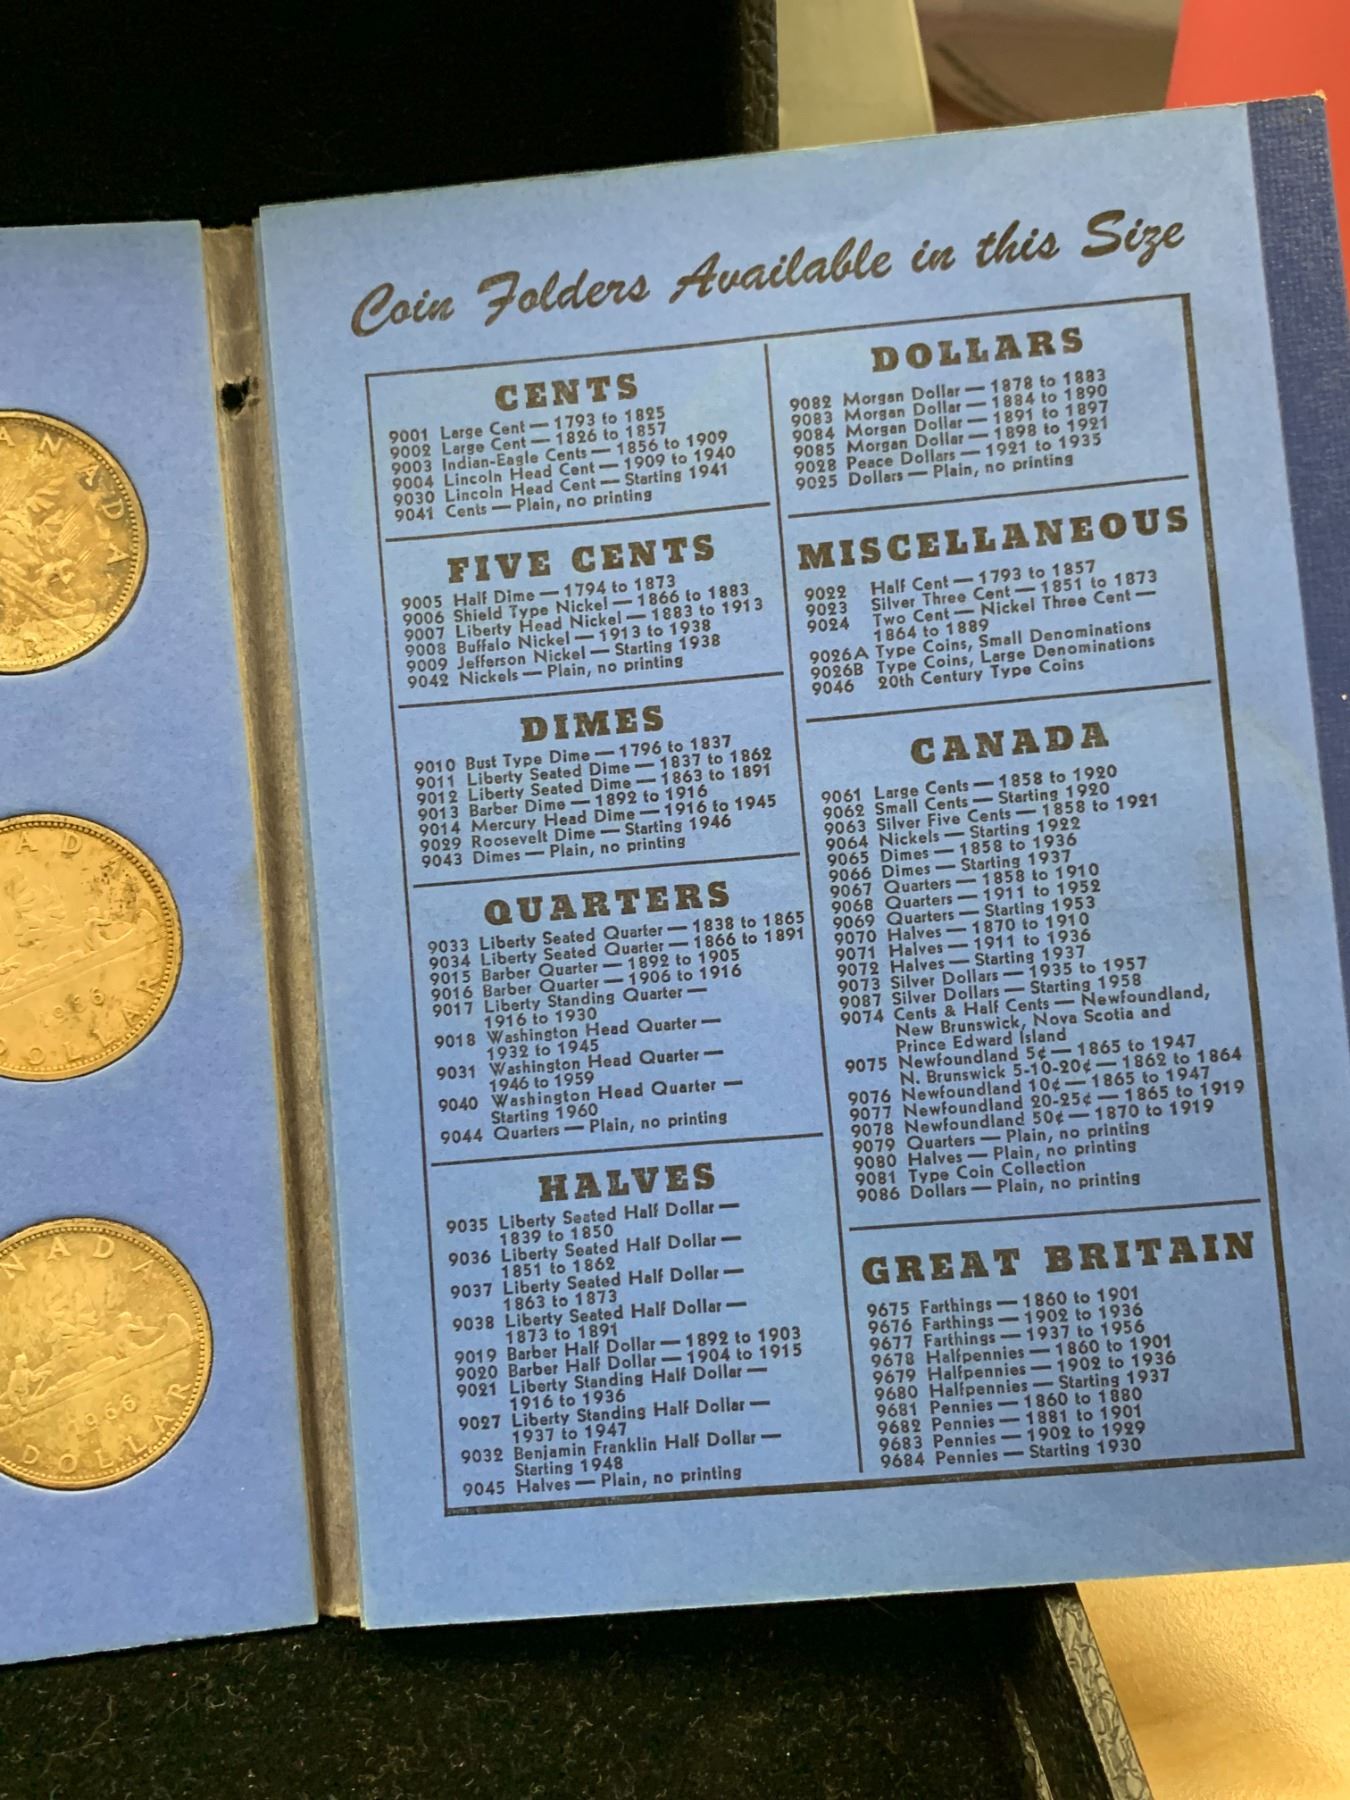 CANADA
R
ADA
1966
DOLLAR
NADA
1966
DOLLAR
Coin Folders Available in this Size
CENTS
9001 Large Cent — 1793 to 1825
9002 Large Cent — 1826 to 1857
9003 Indian-Eagle Cents — 1856 to 1909
9004 Lincoln Head Cent — 1909 to 1940
9030 Lincoln Head Cent — Starting 1941
9041 Cents — Plain, no printing
FIVE CENTS
9005 Half Dime — 1794 to 1873
9006 Shield Type Nickel — 1866 to 1883
9007 Liberty Head Nickel — 1883 to 1913
9008 Buffalo Nickel — 1913 to 1938
9009 Jefferson Nickel — Starting 1938
9042 Nickels — Plain, no printing
DIMES
9010 Bust Type Dime — 1796 to 1837
9011 Liberty Seated Dime — 1837 to 1862
9012 Liberty Seated Dime — 1863 to 1891
9013 Barber Dime — 1892 to 1916
9014 Mercury Head Dime — 1916 to 1945
9029 Roosevelt Dime — Starting 1946
9043 Dimes — Plain, no printing
QUARTERS
9033 Liberty Seated Quarter — 1838 to 1865
9034 Liberty Seated Quarter — 1866 to 1891
9015 Barber Quarter — 1892 to 1905
9016 Barber Quarter — 1906 to 1916
9017 Liberty Standing Quarter —
1916 to 1930
9018 Washington Head Quarter —
1932 to 1945
9031 Washington Head Quarter —
1946 to 1959
9040 Washington Head Quarter —
Starting 1960
9044 Quarters — Plain, no printing
HALVES
9035 Liberty Seated Half Dollar —
1839 to 1850
9036 Liberty Seated Half Dollar —
1851 to 1862
9037 Liberty Seated Half Dollar —
1863 to 1873
9038 Liberty Seated Half Dollar —
1873 to 1891
9019 Barber Half Dollar — 1892 to 1903
9020 Barber Half Dollar — 1904 to 1915
9021 Liberty Standing Half Dollar —
1916 to 1936
9027 Liberty Standing Half Dollar —
1937 to 1947
9032 Benjamin Franklin Half Dollar —
Starting 1948
9045 Halves — Plain, no printing
DOLLARS
9082 Morgan Dollar — 1878 to 1883
9083 Morgan Dollar — 1884 to 1890
9084 Morgan Dollar — 1891 to 1897
9085 Morgan Dollar — 1898 to 1921
9028 Peace Dollars — 1921 to 1935
9025 Dollars — Plain, no printing
MISCELLANEOUS
9022 Half Cent — 1793 to 1857
9023 Silver Three Cent — 1851 to 1873
9024 Two Cent — Nickel Three Cent —
1864 to 1889
9026A Type Coins, Small Denominations
9026B Type Coins, Large Denominations
9046 20th Century Type Coins
CANADA
9061 Large Cents — 1858 to 1920
9062 Small Cents — Starting 1920
9063 Silver Five Cents — 1858 to 1921
9064 Nickels — Starting 1922
9065 Dimes — 1858 to 1936
9066 Dimes — Starting 1937
9067 Quarters — 1858 to 1910
9068 Quarters — 1911 to 1952
9069 Quarters — Starting 1953
9070 Halves — 1870 to 1910
9071 Halves — 1911 to 1936
9072 Halves — Starting 1937
9073 Silver Dollars — 1935 to 1957
9087 Silver Dollars — Starting 1958
9074 Cents & Half Cents — Newfoundland,
New Brunswick, Nova Scotia and
Prince Edward Island
9075 Newfoundland 5¢ — 1865 to 1947
N. Brunswick 5-10-20¢ — 1862 to 1864
9076 Newfoundland 10¢ — 1865 to 1947
9077 Newfoundland 20-25¢ — 1865 to 1919
9078 Newfoundland 50¢ — 1870 to 1919
9079 Quarters — Plain, no printing
9080 Halves — Plain, no printing
9081 Type Coin Collection
9086 Dollars — Plain, no printing
GREAT BRITAIN
9675 Farthings — 1860 to 1901
9676 Farthings — 1902 to 1936
9677 Farthings — 1937 to 1956
9678 Halfpennies — 1860 to 1901
9679 Halfpennies — 1902 to 1936
9680 Halfpennies — Starting 1937
9681 Pennies — 1860 to 1880
9682 Pennies — 1881 to 1901
9683 Pennies — 1902 to 1929
9684 Pennies — Starting 1930